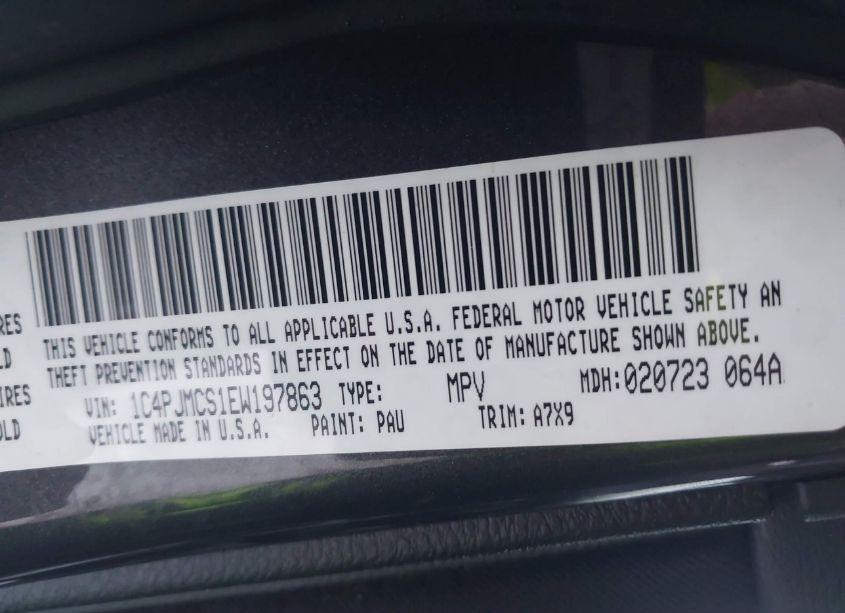 THIS VEHICLE CONFORMS TO ALL APPLICABLE U.S.A. FEDERAL MOTOR VEHICLE SAFETY AN
THEFT PREVENTION STANDARDS IN EFFECT ON THE DATE OF MANUFACTURE SHOWN ABOVE.
VIN: 1C4PJMCS1EW197863 TYPE: MPV MDH: 020723 064A
VEHICLE MADE IN U.S.A. PAINT: PAU TRIM: A7X9
RES
LD
IRES
OLD